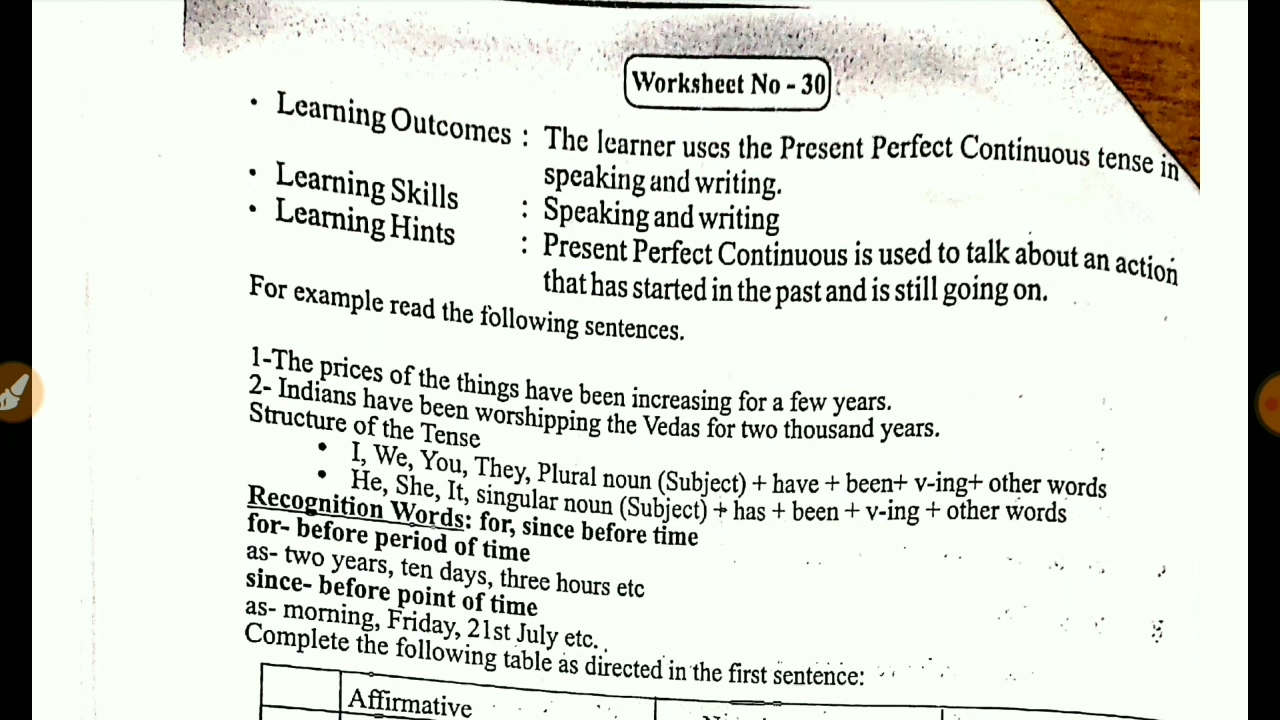 Worksheet No - 30
• Learning Outcomes : The learner uses the Present Perfect Continuous tense in
speaking and writing.
• Learning Skills : Speaking and writing
• Learning Hints : Present Perfect Continuous is used to talk about an action
that has started in the past and is still going on.
For example read the following sentences.
1-The prices of the things have been increasing for a few years.
2- Indians have been worshipping the Vedas for two thousand years.
Structure of the Tense
• I, We, You, They, Plural noun (Subject) + have + been+ v-ing+ other words
• He, She, It, singular noun (Subject) + has + been + v-ing + other words
Recognition Words: for, since before time
for- before period of time
as- two years, ten days, three hours etc
since- before point of time
as- morning, Friday, 21st July etc.
Complete the following table as directed in the first sentence:
Affirmative